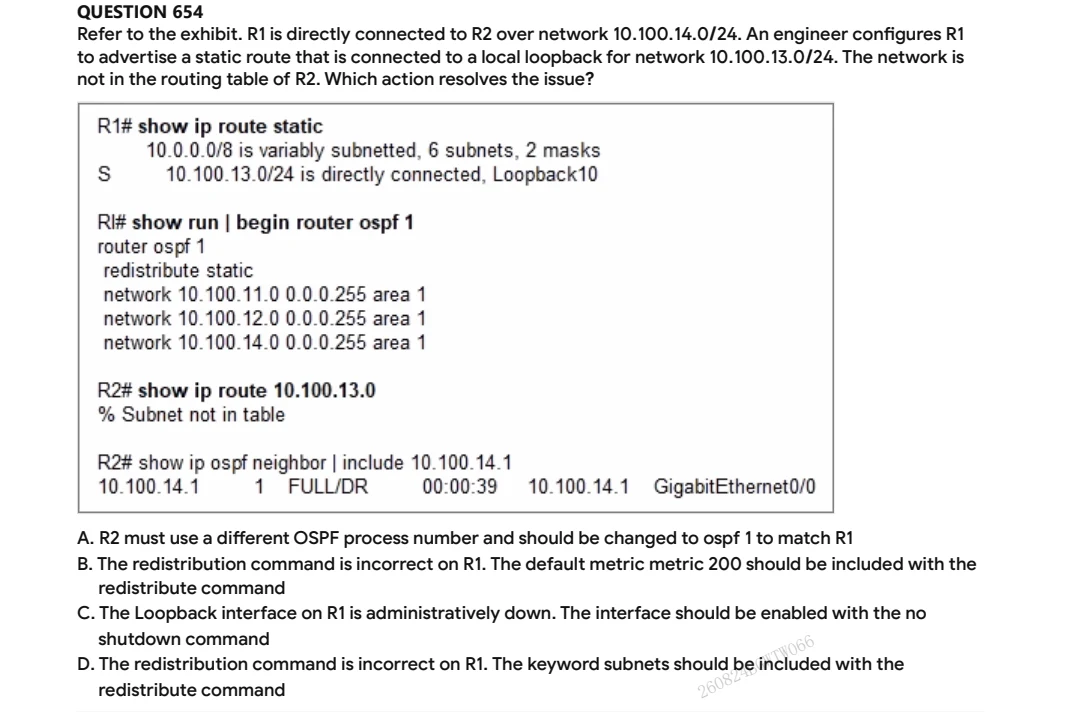 QUESTION 654
Refer to the exhibit. R1 is directly connected to R2 over network 10.100.14.0/24. An engineer configures R1
to advertise a static route that is connected to a local loopback for network 10.100.13.0/24. The network is
not in the routing table of R2. Which action resolves the issue?
R1# show ip route static
10.0.0.0/8 is variably subnetted, 6 subnets, 2 masks
S 10.100.13.0/24 is directly connected, Loopback10
RI# show run | begin router ospf 1
router ospf 1
redistribute static
network 10.100.11.0 0.0.0.255 area 1
network 10.100.12.0 0.0.0.255 area 1
network 10.100.14.0 0.0.0.255 area 1
R2# show ip route 10.100.13.0
% Subnet not in table
R2# show ip ospf neighbor | include 10.100.14.1
10.100.14.1 1 FULL/DR 00:00:39 10.100.14.1 GigabitEthernet0/0
A. R2 must use a different OSPF process number and should be changed to ospf 1 to match R1
B. The redistribution command is incorrect on R1. The default metric metric 200 should be included with the
redistribute command
C. The Loopback interface on R1 is administratively down. The interface should be enabled with the no
shutdown command
D. The redistribution command is incorrect on R1. The keyword subnets should be included with the
redistribute command